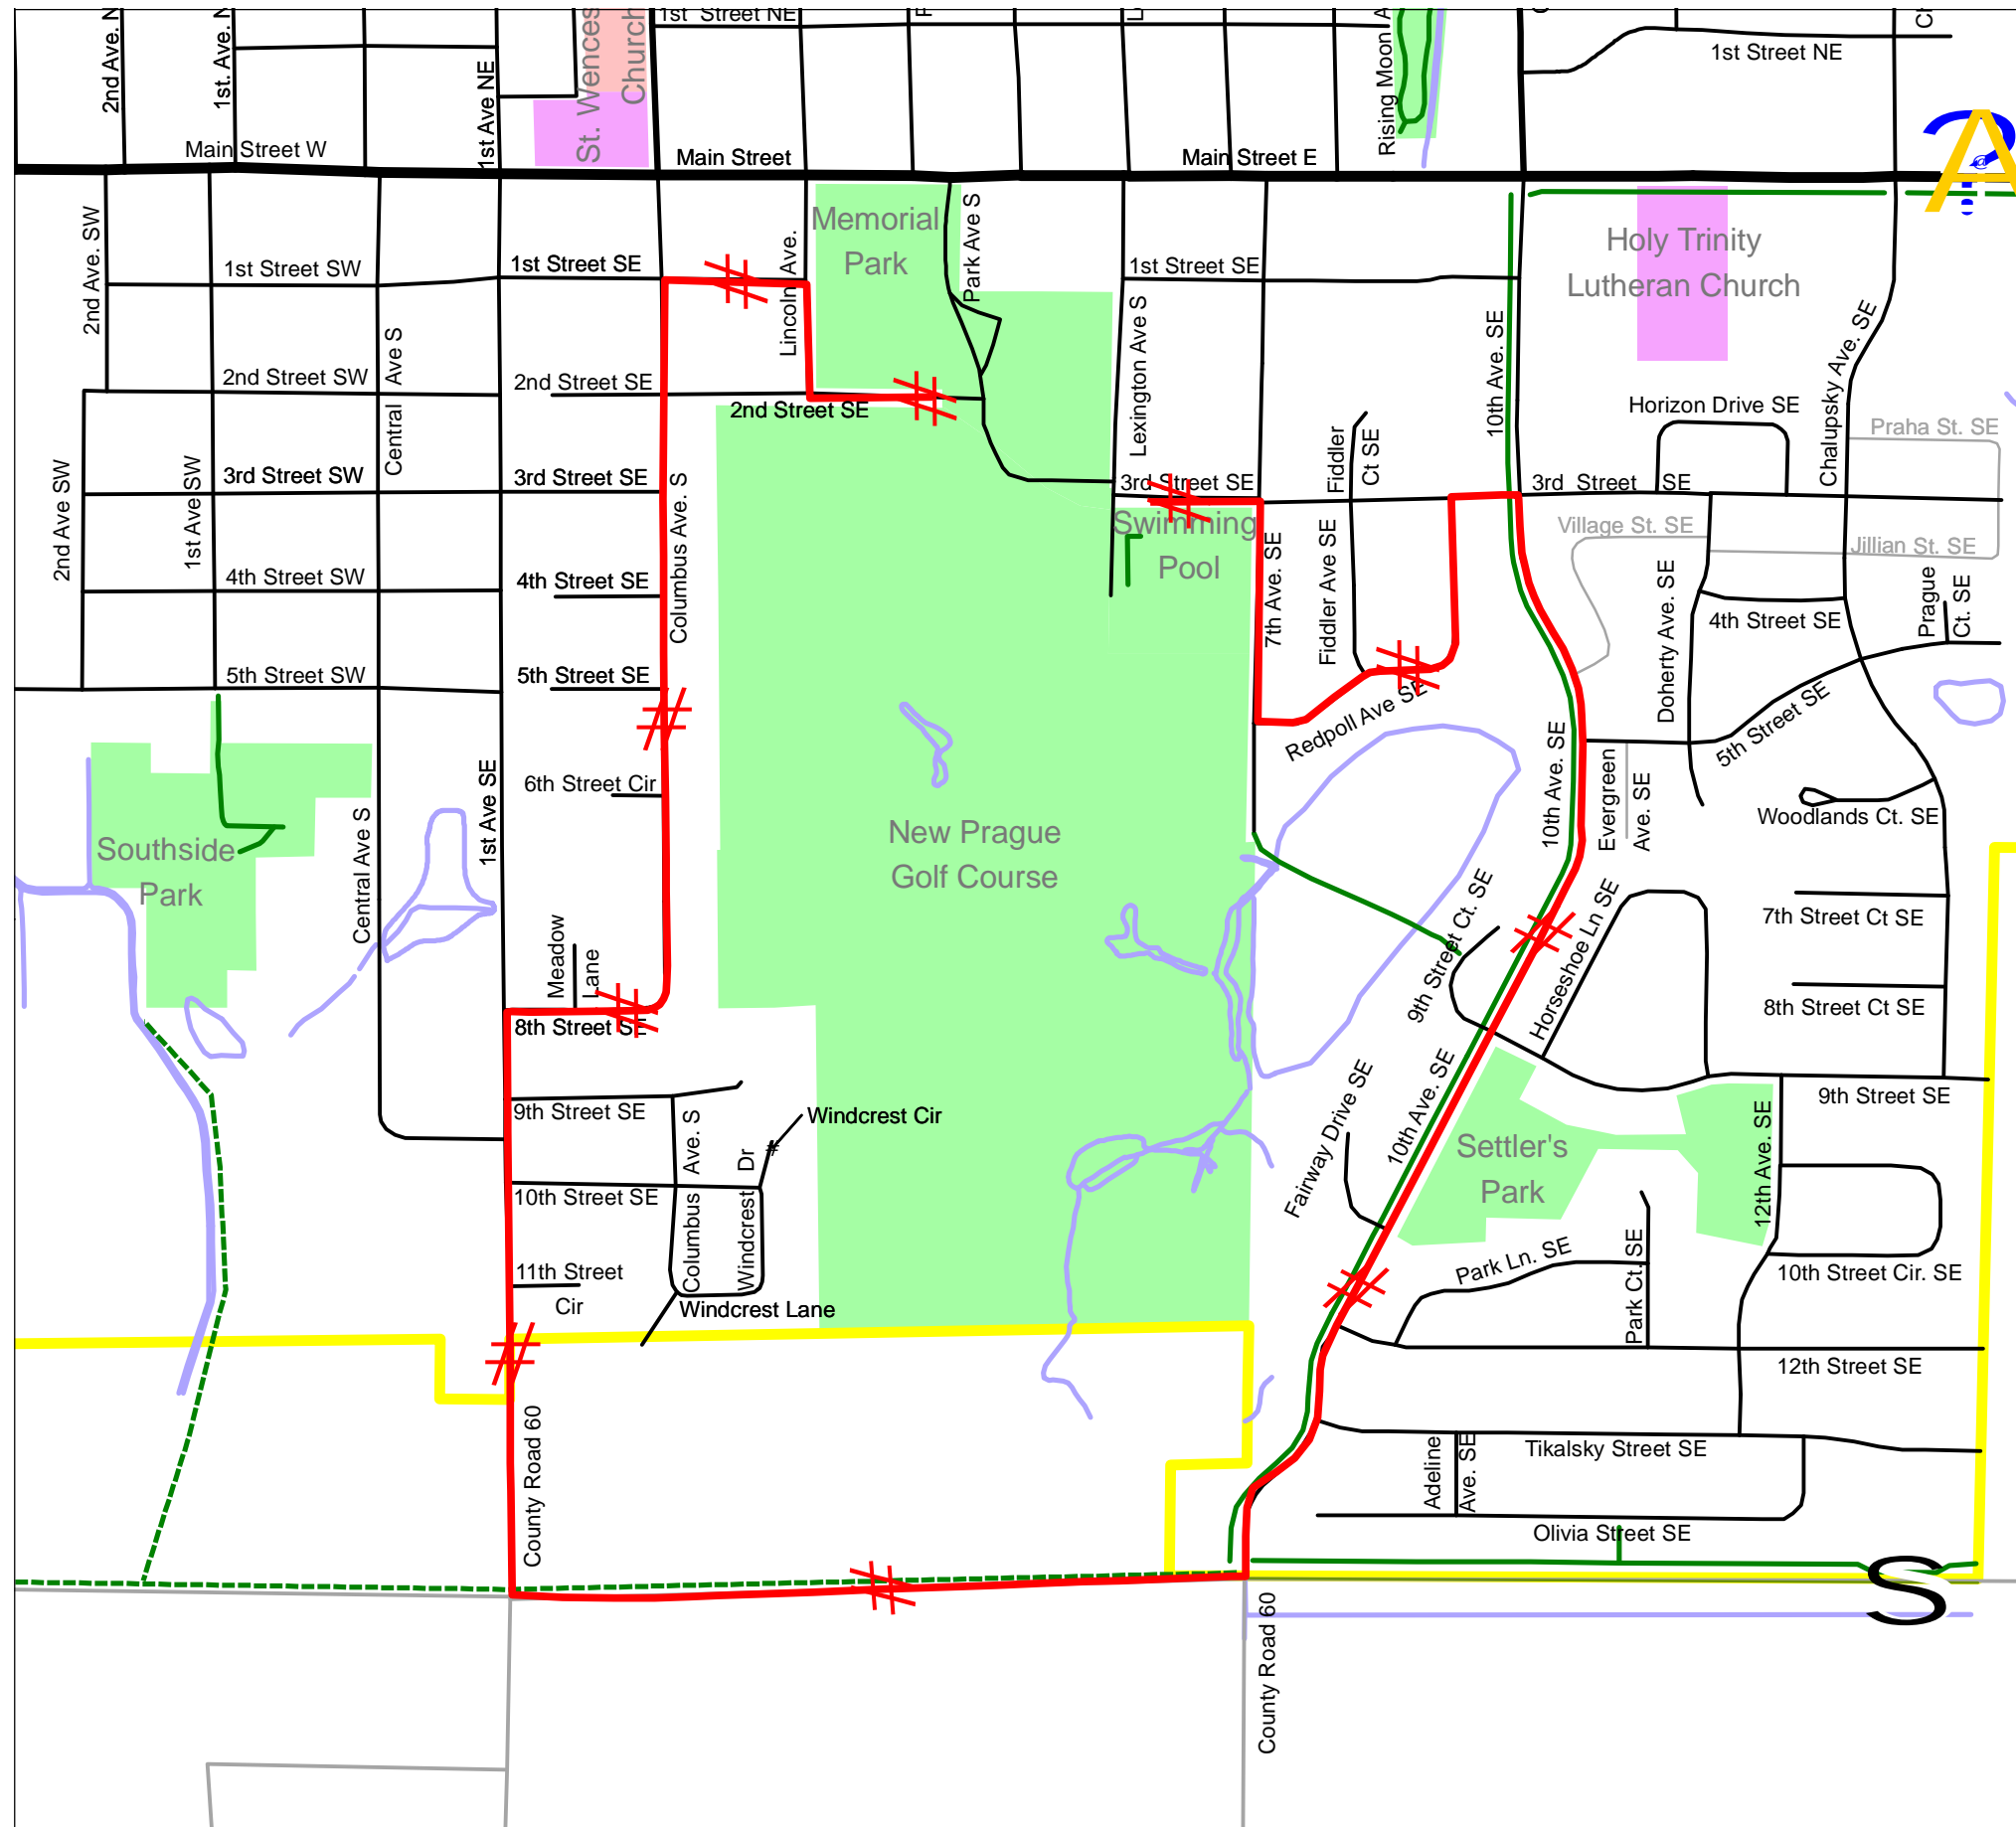 2nd Ave. N
1st. Ave. N
1st Ave NE
St. Wences
Church
1st Street NE
Rising Moon A
1st Street NE
Main Street W
Main Street
Main Street E
Memorial
Park
Park Ave S
Lincoln Ave.
Holy Trinity
Lutheran Church
2nd Ave. SW
1st Street SW
1st Street SE
1st Street SE
Lexington Ave S
10th Ave. SE
Chalupsky Ave. SE
Central Ave S
2nd Street SW
2nd Street SE
2nd Street SE
Horizon Drive SE
Praha St. SE
Fiddler
Ct SE
2nd Ave SW
1st Ave SW
3rd Street SW
3rd Street SE
Columbus Ave. S
3rd Street SE
3rd Street SE
Swimming
Pool
Village St. SE
Jillian St. SE
4th Street SW
4th Street SE
7th Ave. SE
Fiddler Ave SE
Doherty Ave. SE
4th Street SE
Prague
Ct. SE
5th Street SW
5th Street SE
Redpoll Ave SE
5th Street SE
10th Ave. SE
Evergreen
Ave. SE
6th Street Cir
Woodlands Ct. SE
Southside
Park
Central Ave S
1st Ave SE
New Prague
Golf Course
9th Street Ct. SE
Horseshoe Ln SE
7th Street Ct SE
Meadow
Lane
8th Street SE
8th Street Ct SE
9th Street SE
Windcrest Cir
Columbus Ave. S
Windcrest Dr
Fairway Drive SE
10th Ave. SE
Settler's
Park
12th Ave. SE
9th Street SE
10th Street SE
11th Street
Cir
Windcrest Lane
Park Ln. SE
Park Ct. SE
10th Street Cir. SE
12th Street SE
County Road 60
Adeline
Ave. SE
Tikalsky Street SE
Olivia Street SE
S
County Road 60